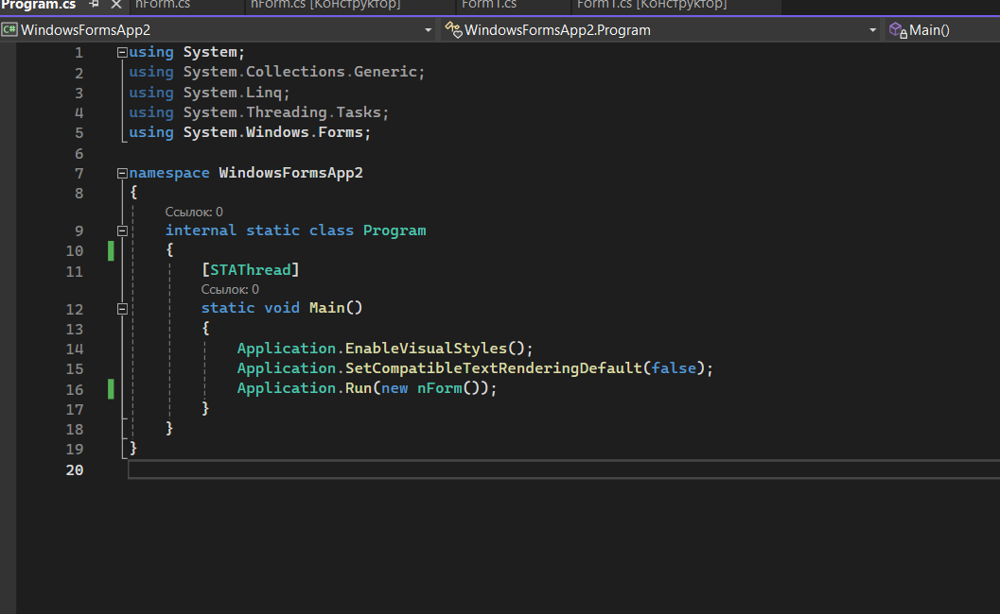 Program.cs nForm.cs nForm.cs [Конструктор] Form1.cs Form1.cs [Конструктор]
C# WindowsFormsApp2 WindowsFormsApp2.Program Main()
1 using System;
2 using System.Collections.Generic;
3 using System.Linq;
4 using System.Threading.Tasks;
5 using System.Windows.Forms;
6
7 namespace WindowsFormsApp2
8 {
Ссылок: 0
9 internal static class Program
10 {
11 [STAThread]
Ссылок: 0
12 static void Main()
13 {
14 Application.EnableVisualStyles();
15 Application.SetCompatibleTextRenderingDefault(false);
16 Application.Run(new nForm());
17 }
18 }
19 }
20